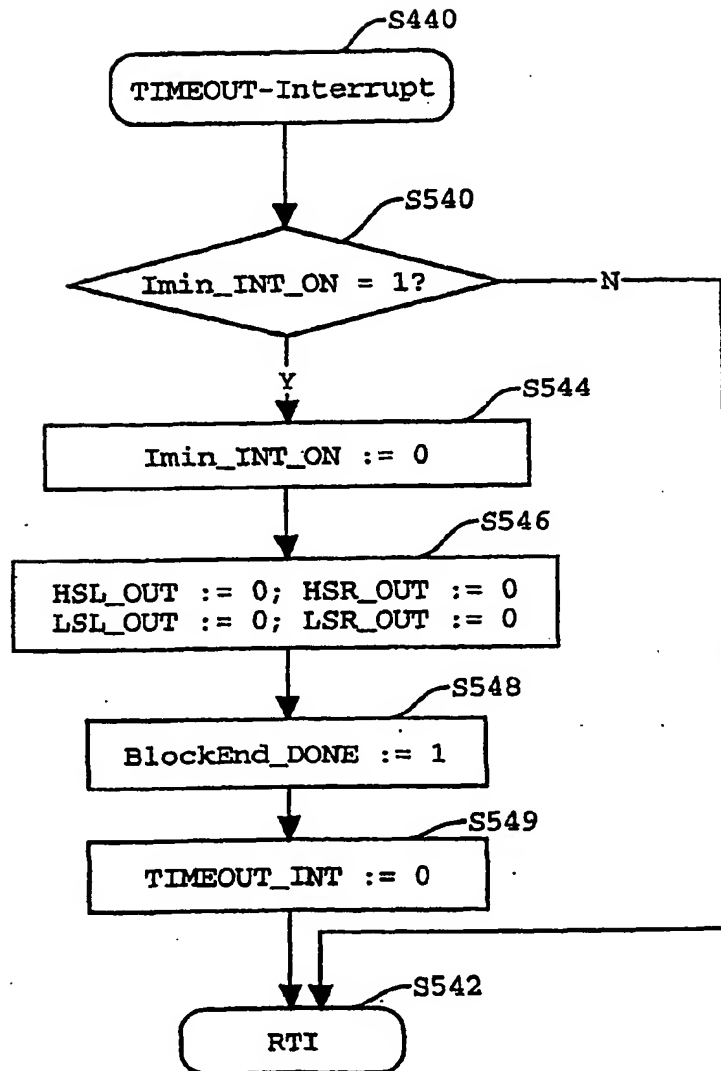 S440
TIMEOUT-Interrupt
S540
Imin_INT_ON = 1?
N
Y
S544
Imin_INT_ON := 0
S546
HSL_OUT := 0; HSR_OUT := 0
LSL_OUT := 0; LSR_OUT := 0
S548
BlockEnd_DONE := 1
S549
TIMEOUT_INT := 0
S542
RTI